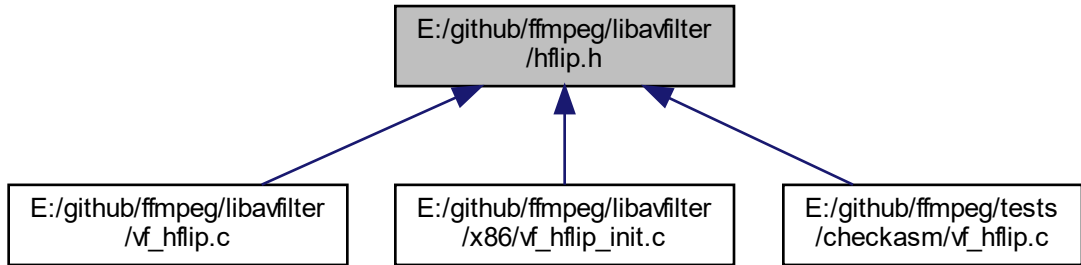 E:/github/ffmpeg/libavfilter
/hflip.h
E:/github/ffmpeg/libavfilter
/vf_hflip.c
E:/github/ffmpeg/libavfilter
/x86/vf_hflip_init.c
E:/github/ffmpeg/tests
/checkasm/vf_hflip.c